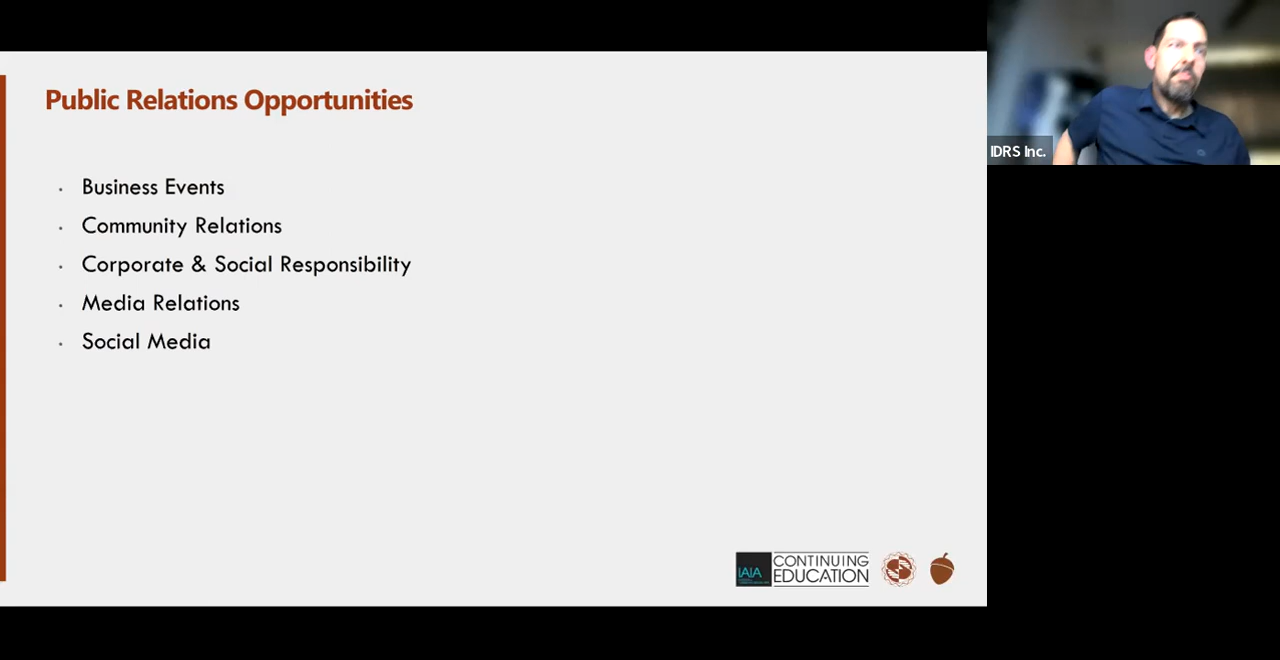 Public Relations Opportunities
· Business Events
· Community Relations
· Corporate & Social Responsibility
· Media Relations
· Social Media
IDRS Inc.
IAIA
CONTINUING
EDUCATION